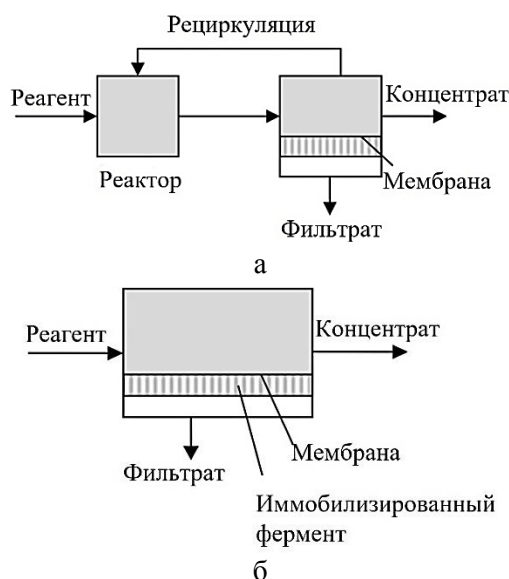 Рециркуляция
Реагент
Концентрат
Реактор
Мембрана
Фильтрат
а
Реагент
Концентрат
Мембрана
Фильтрат
Иммобилизированный
фермент
б